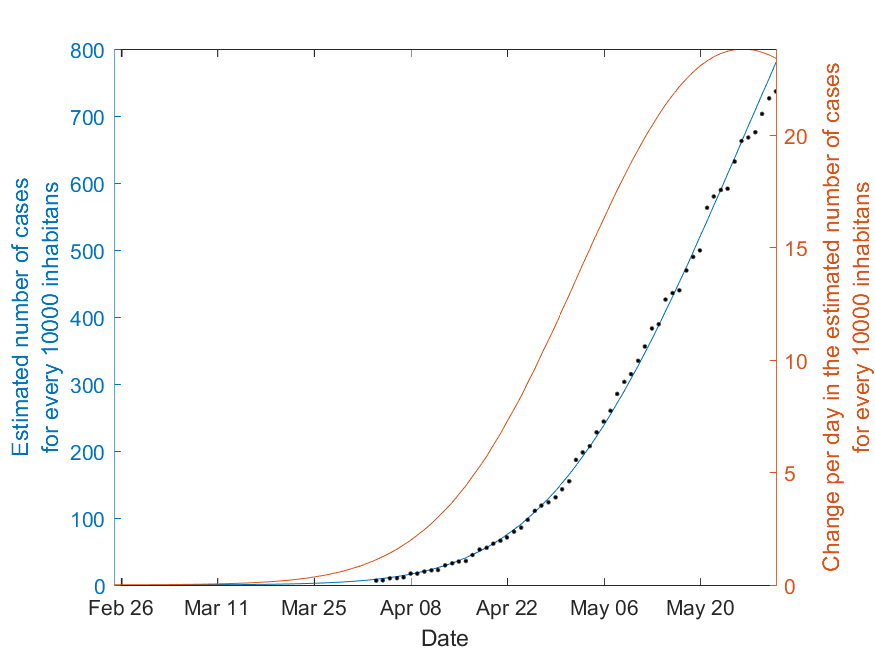 Estimated number of cases
for every 10000 inhabitans
800
700
600
500
400
300
200
100
0
20
15
10
5
0
Change per day in the estimated number of cases
for every 10000 inhabitans
Feb 26 Mar 11 Mar 25 Apr 08 Apr 22 May 06 May 20
Date